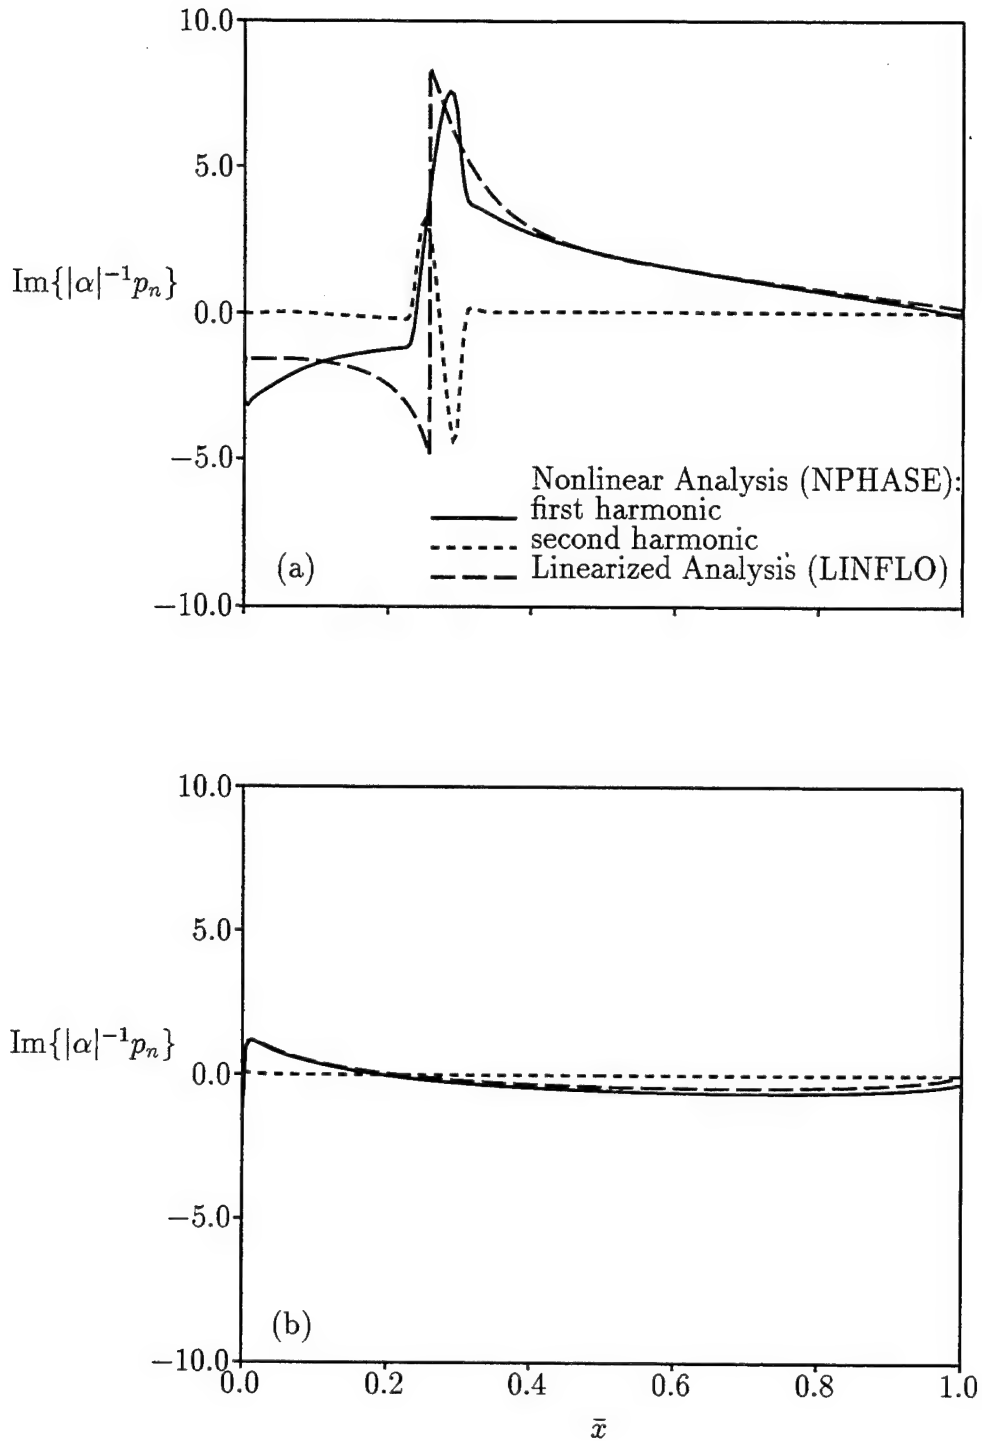 10.0
5.0
Im{|α|⁻¹pₙ}
0.0
−5.0
Nonlinear Analysis (NPHASE):
first harmonic
second harmonic
(a)
Linearized Analysis (LINFLO)
−10.0
10.0
5.0
Im{|α|⁻¹pₙ}
0.0
−5.0
(b)
−10.0
0.0 0.2 0.4 0.6 0.8 1.0
x̄